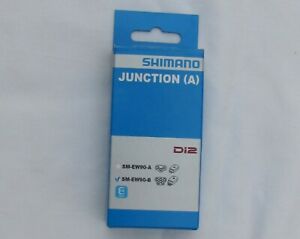 SHIMANO
JUNCTION (A)
Di2
SM-EW90-A
SM-EW90-B
E